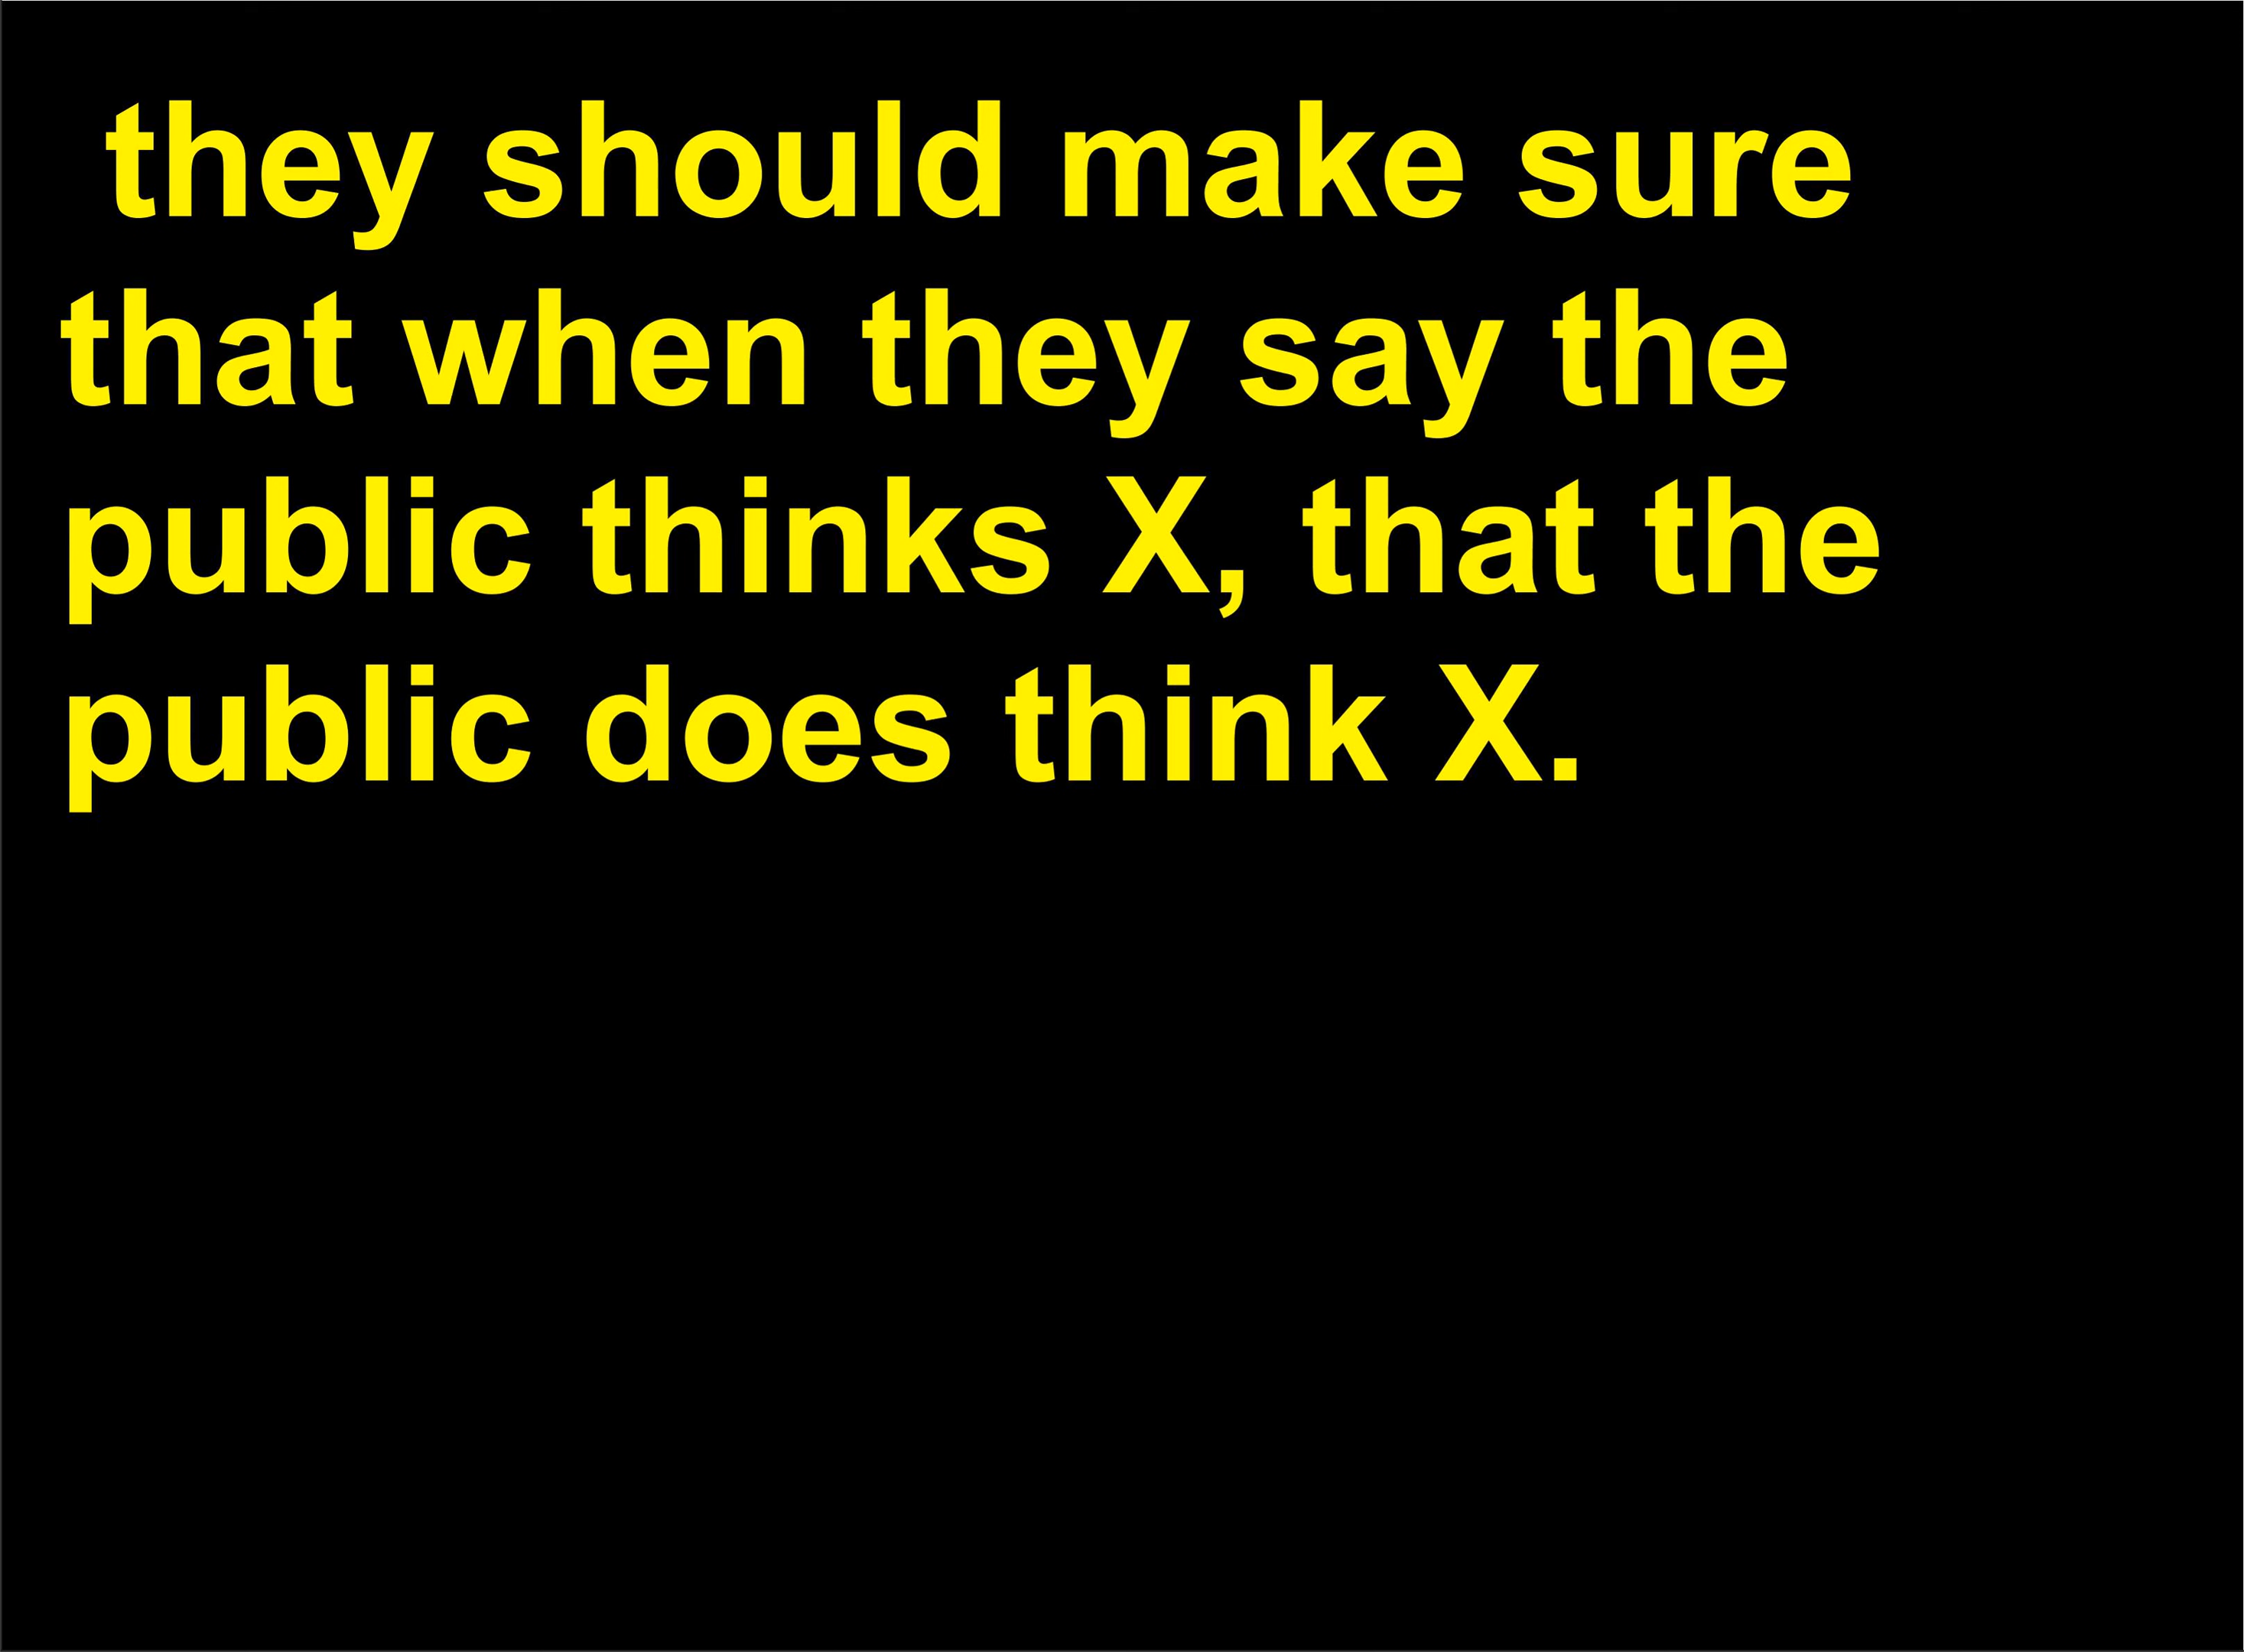 they should make sure
that when they say the
public thinks X, that the
public does think X.